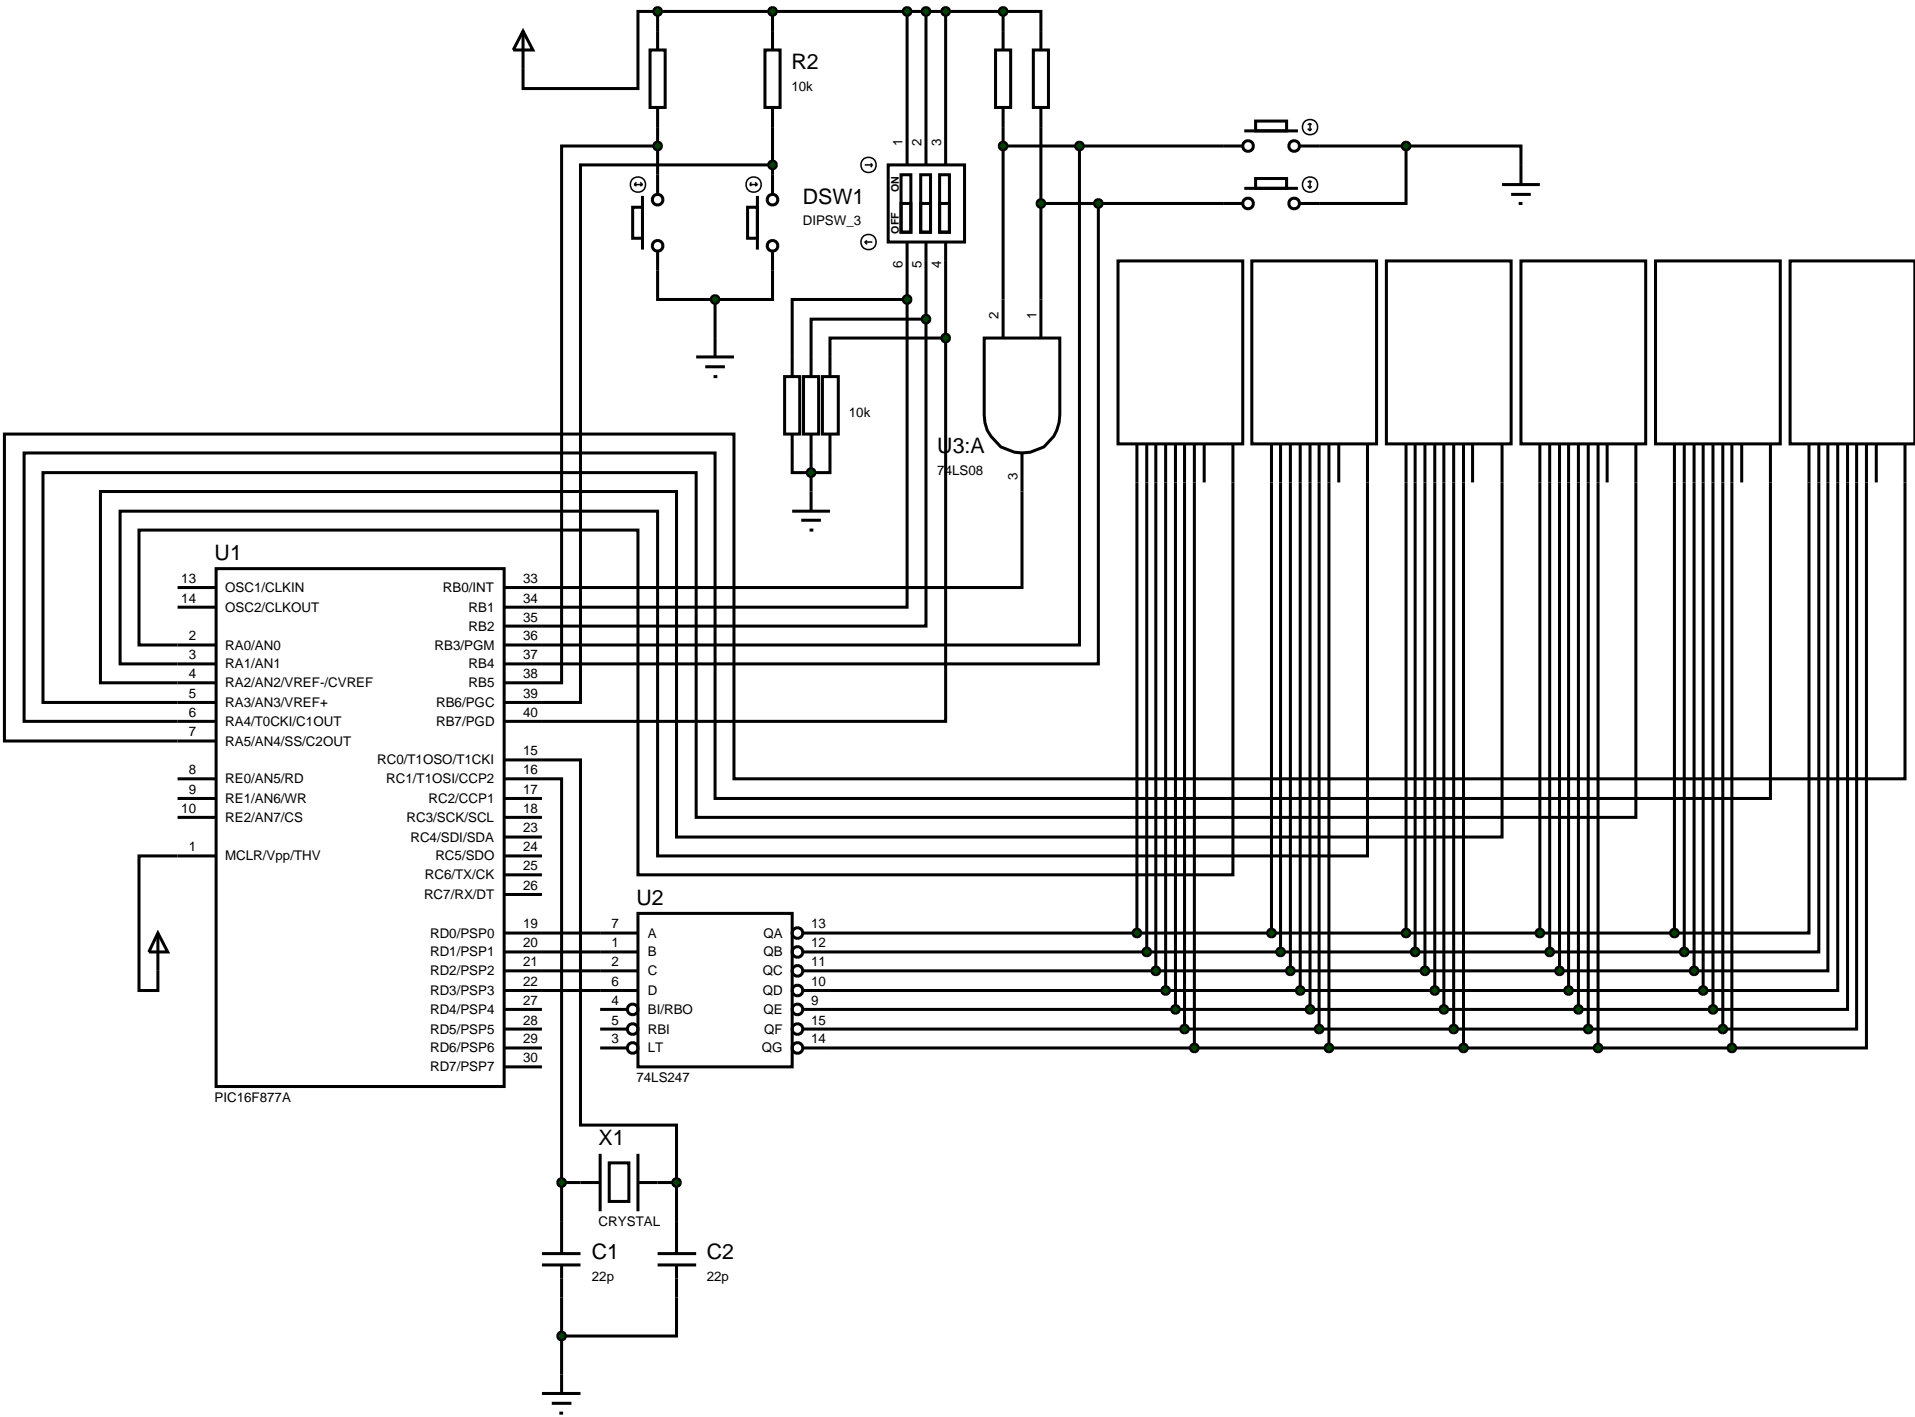 R2
10k
1
2
3
DSW1
DIPSW_3
ON
OFF
6
5
4
2
1
10k
U3:A
74LS08
3
U1
13 OSC1/CLKIN
14 OSC2/CLKOUT
2 RA0/AN0
3 RA1/AN1
4 RA2/AN2/VREF-/CVREF
5 RA3/AN3/VREF+
6 RA4/T0CKI/C1OUT
7 RA5/AN4/SS/C2OUT
8 RE0/AN5/RD
9 RE1/AN6/WR
10 RE2/AN7/CS
1 MCLR/Vpp/THV
RB0/INT 33
RB1 34
RB2 35
RB3/PGM 36
RB4 37
RB5 38
RB6/PGC 39
RB7/PGD 40
RC0/T1OSO/T1CKI 15
RC1/T1OSI/CCP2 16
RC2/CCP1 17
RC3/SCK/SCL 18
RC4/SDI/SDA 23
RC5/SDO 24
RC6/TX/CK 25
RC7/RX/DT 26
RD0/PSP0 19
RD1/PSP1 20
RD2/PSP2 21
RD3/PSP3 22
RD4/PSP4 27
RD5/PSP5 28
RD6/PSP6 29
RD7/PSP7 30
PIC16F877A
U2
7 A QA 13
1 B QB 12
2 C QC 11
6 D QD 10
4 BI/RBO QE 9
5 RBI QF 15
3 LT QG 14
74LS247
X1
CRYSTAL
C1
22p
C2
22p